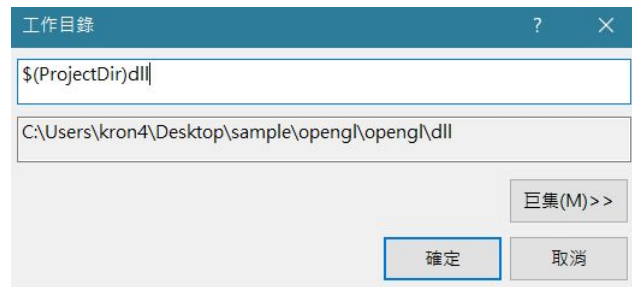 工作目錄
$(ProjectDir)dll
C:\Users\kron4\Desktop\sample\opengl\opengl\dll
巨集(M)>>
確定 取消